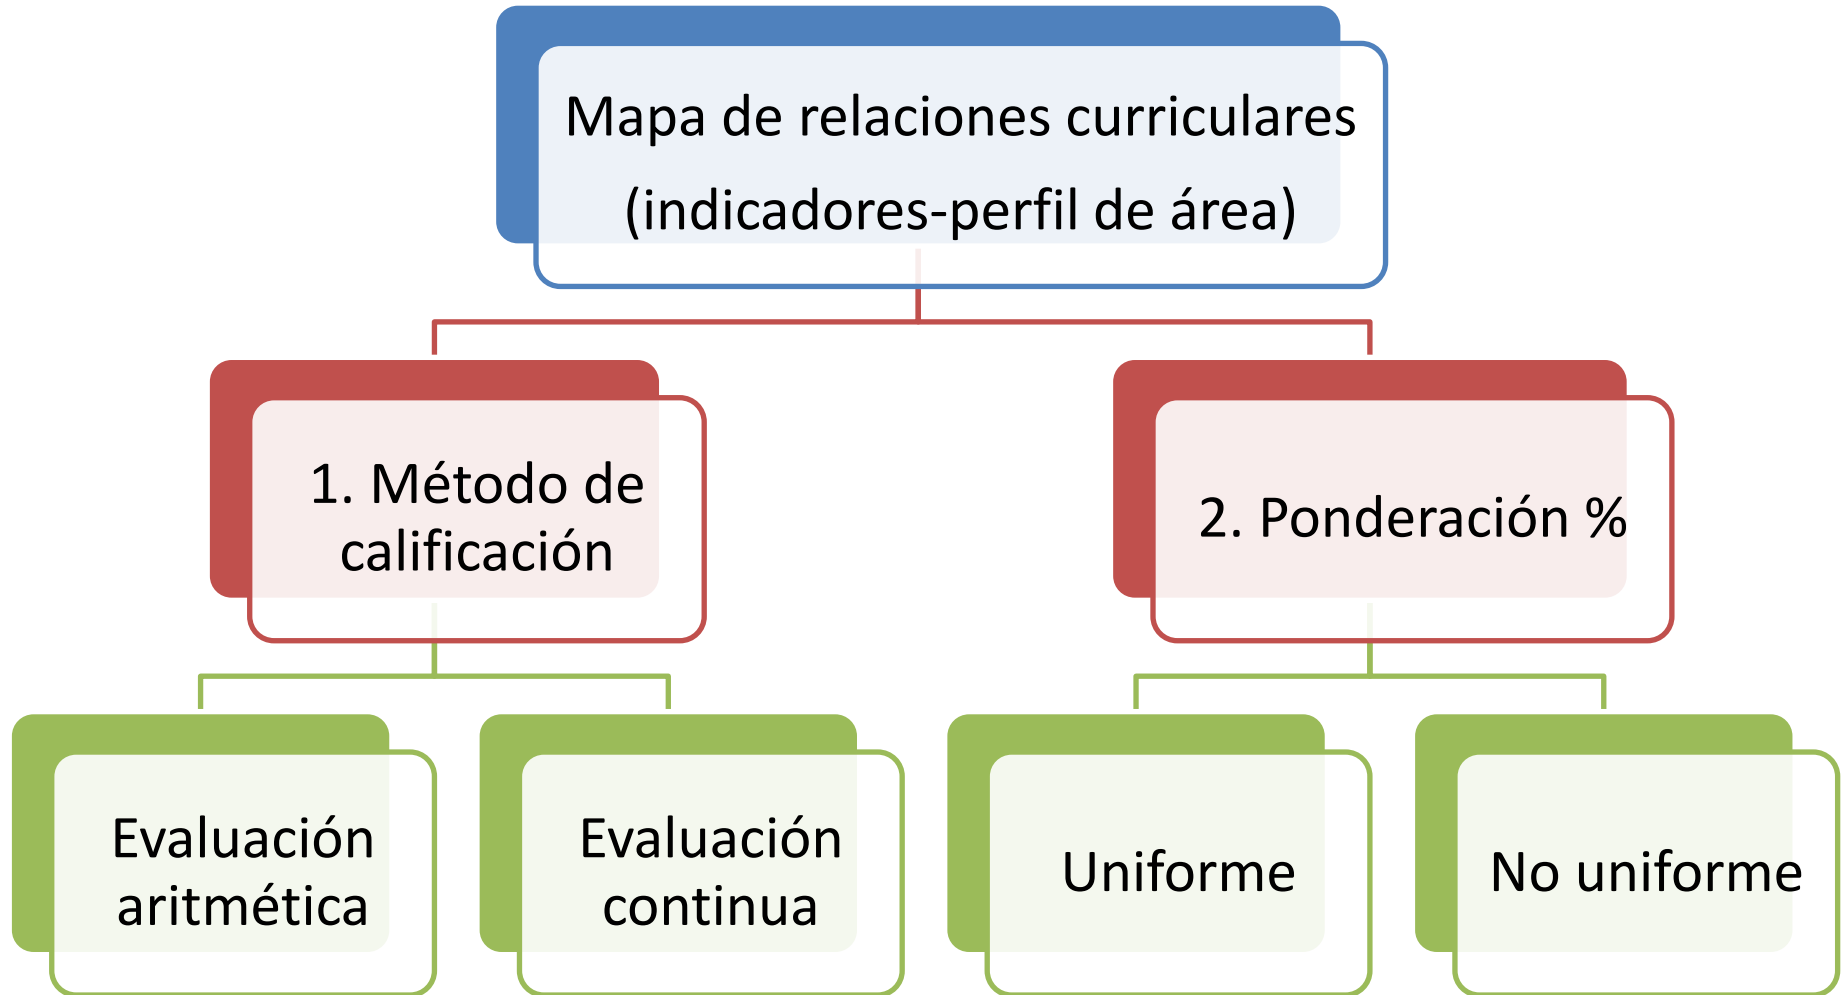 Mapa de relaciones curriculares
(indicadores-perfil de área)
1. Método de
calificación
2. Ponderación %
Evaluación
aritmética
Evaluación
continua
Uniforme
No uniforme